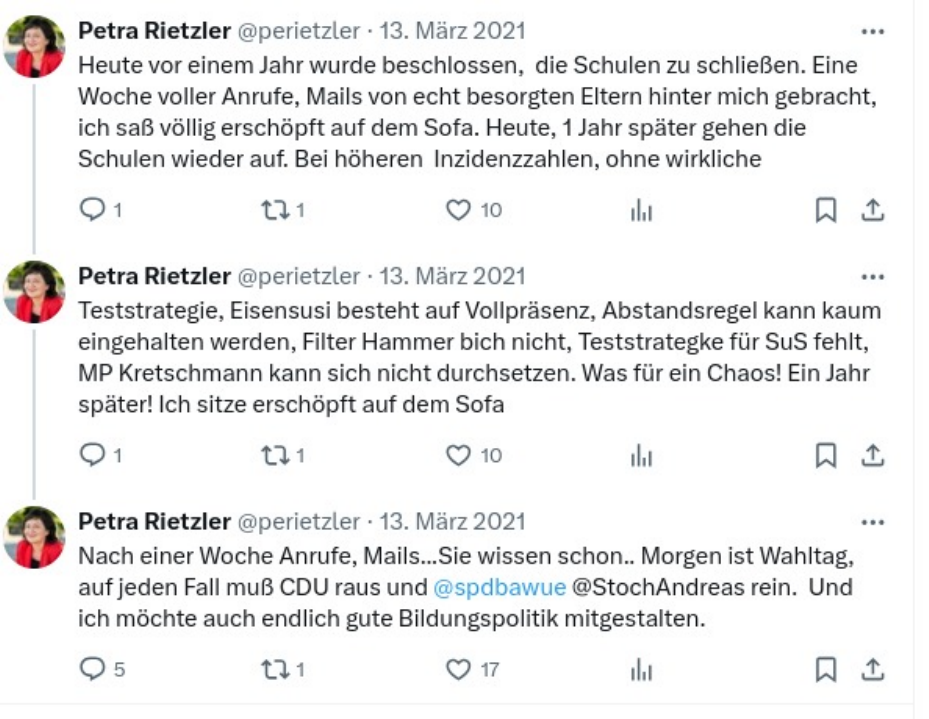 Petra Rietzler @perietzler · 13. März 2021
Heute vor einem Jahr wurde beschlossen, die Schulen zu schließen. Eine
Woche voller Anrufe, Mails von echt besorgten Eltern hinter mich gebracht,
ich saß völlig erschöpft auf dem Sofa. Heute, 1 Jahr später gehen die
Schulen wieder auf. Bei höheren Inzidenzzahlen, ohne wirkliche
1 1 10
Petra Rietzler @perietzler · 13. März 2021
Teststrategie, Eisensusi besteht auf Vollpräsenz, Abstandsregel kann kaum
eingehalten werden, Filter Hammer bich nicht, Teststrategke für SuS fehlt,
MP Kretschmann kann sich nicht durchsetzen. Was für ein Chaos! Ein Jahr
später! Ich sitze erschöpft auf dem Sofa
1 1 10
Petra Rietzler @perietzler · 13. März 2021
Nach einer Woche Anrufe, Mails...Sie wissen schon.. Morgen ist Wahltag,
auf jeden Fall muß CDU raus und @spdbawue @StochAndreas rein. Und
ich möchte auch endlich gute Bildungspolitik mitgestalten.
5 1 17